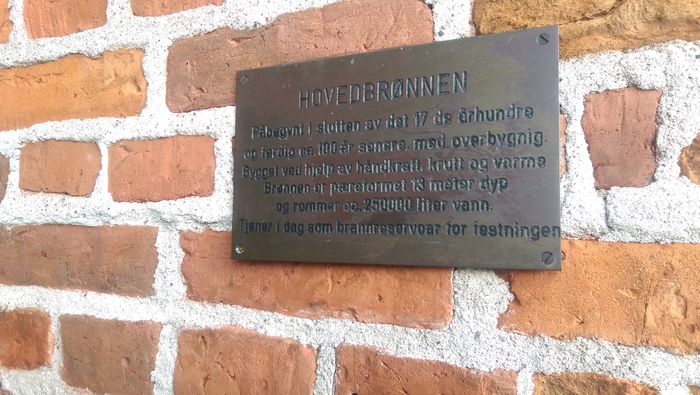 HOVEDBRØNNEN
Påbegynt i slutten av det 17 de århundre
og ferdig ca. 100 år senere med overbygnig.
Bygget ved hjelp av håndkraft, krutt og varme
Brønnen er pæreformet 13 meter dyp
og rommer ca. 250000 liter vann.
Tjener i dag som brannreservoar for festningen